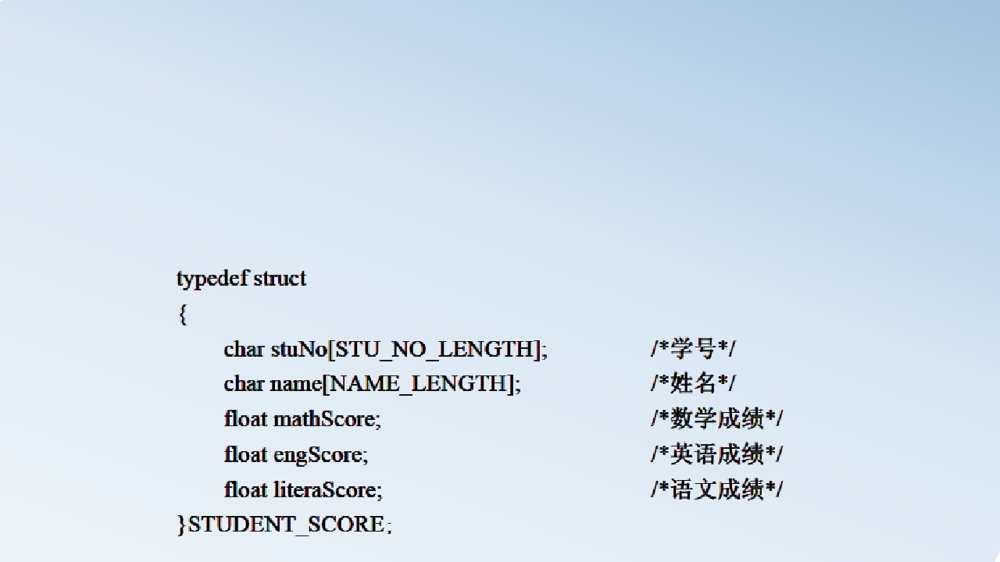 typedef struct
{
char stuNo[STU_NO_LENGTH]; /*学号*/
char name[NAME_LENGTH]; /*姓名*/
float mathScore; /*数学成绩*/
float engScore; /*英语成绩*/
float literaScore; /*语文成绩*/
}STUDENT_SCORE;